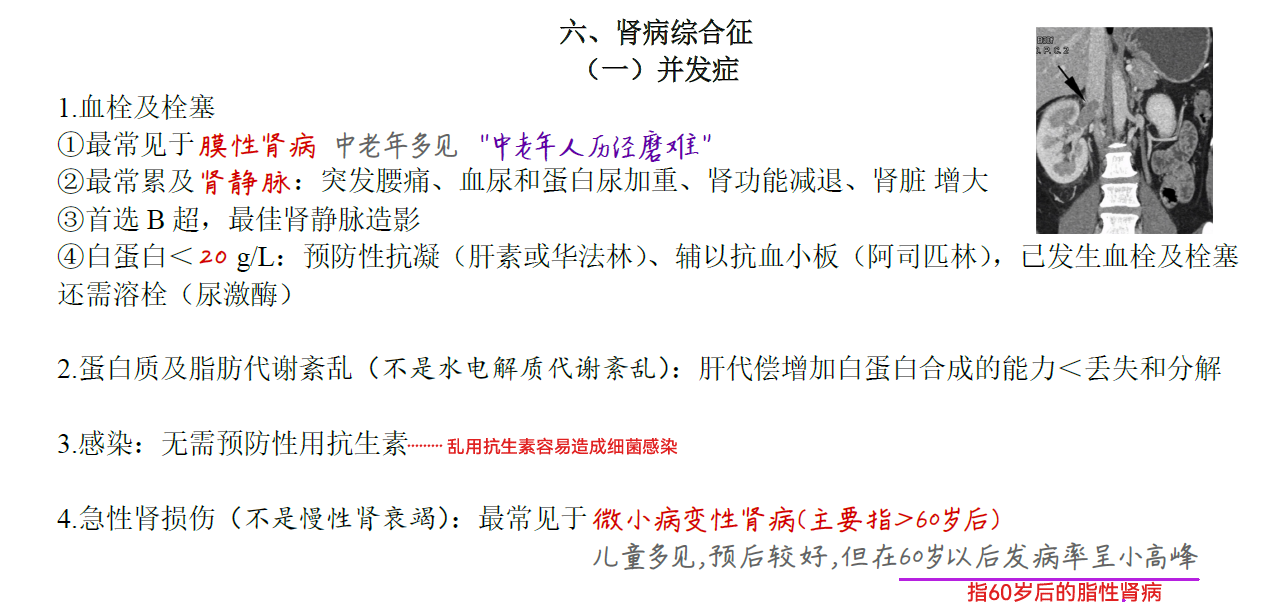 六、肾病综合征
（一）并发症
1.血栓及栓塞
①最常见于膜性肾病 中老年多见 "中老年人历泾磨难"
②最常累及肾静脉：突发腰痛、血尿和蛋白尿加重、肾功能减退、肾脏 增大
③首选 B 超，最佳肾静脉造影
④白蛋白＜20 g/L：预防性抗凝（肝素或华法林）、辅以抗血小板（阿司匹林），已发生血栓及栓塞
还需溶栓（尿激酶）
2.蛋白质及脂肪代谢紊乱（不是水电解质代谢紊乱）：肝代偿增加白蛋白合成的能力＜丢失和分解
3.感染：无需预防性用抗生素········· 乱用抗生素容易造成细菌感染
4.急性肾损伤（不是慢性肾衰竭）：最常见于微小病变性肾病(主要指>60岁后)
儿童多见,预后较好,但在60岁以后发病率呈小高峰
指60岁后的脂性肾病